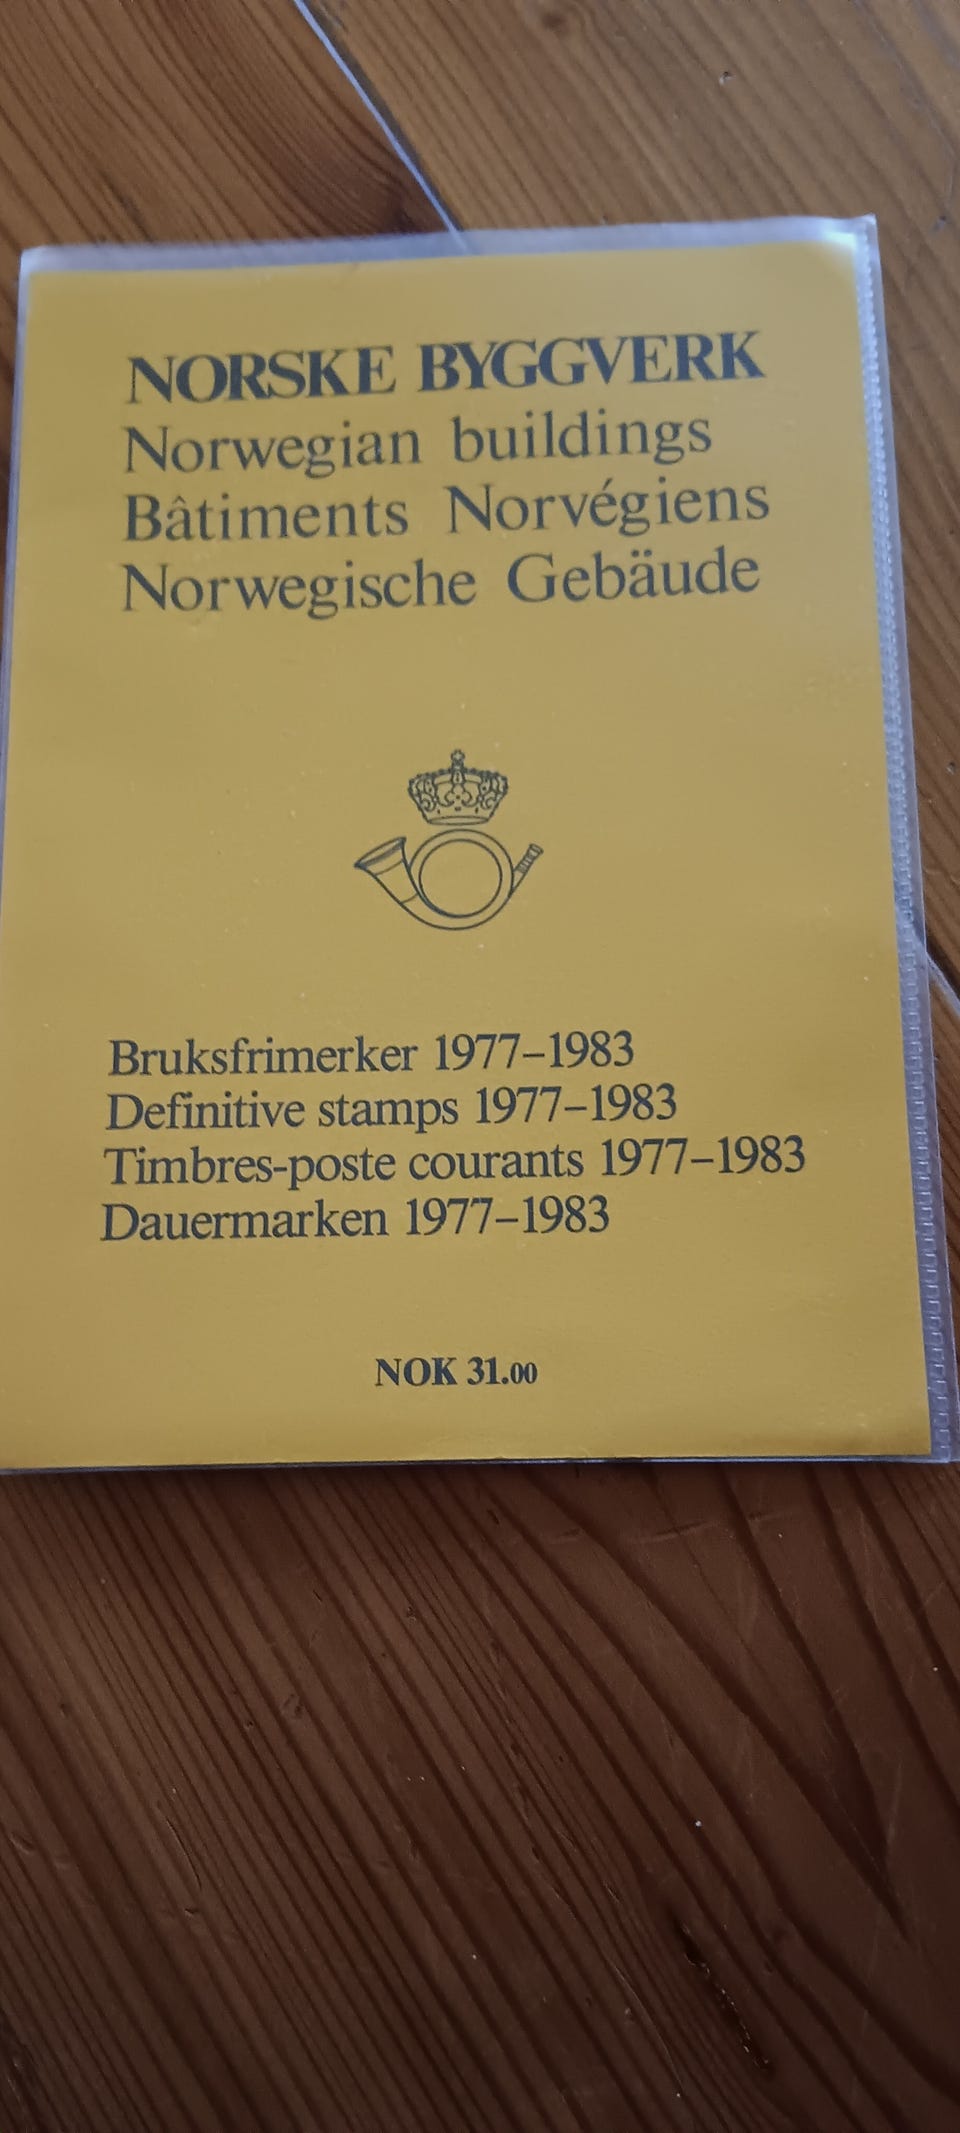 NORSKE BYGGVERK
Norwegian buildings
Bâtiments Norvégiens
Norwegische Gebäude
Bruksfrimerker 1977–1983
Definitive stamps 1977–1983
Timbres-poste courants 1977–1983
Dauermarken 1977–1983
NOK 31.00